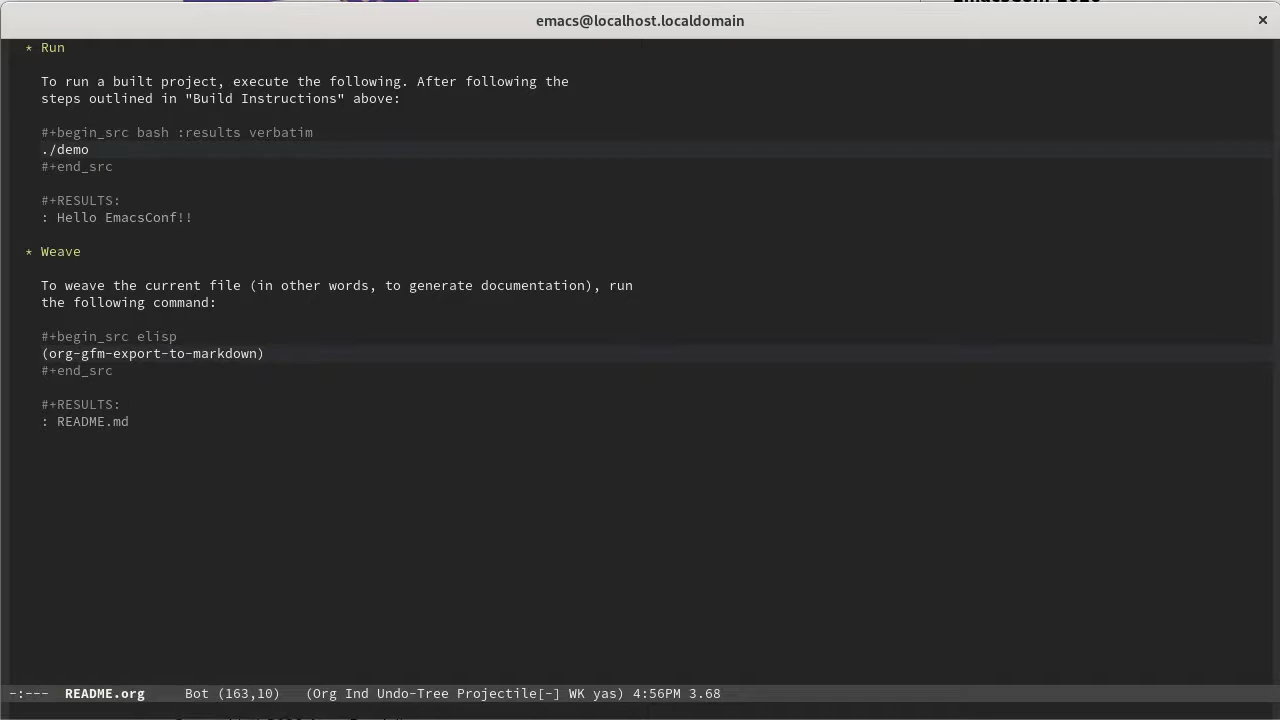 emacs@localhost.localdomain
* Run
To run a built project, execute the following. After following the
steps outlined in "Build Instructions" above:
#+begin_src bash :results verbatim
./demo
#+end_src
#+RESULTS:
: Hello EmacsConf!!
* Weave
To weave the current file (in other words, to generate documentation), run
the following command:
#+begin_src elisp
(org-gfm-export-to-markdown)
#+end_src
#+RESULTS:
: README.md
-:--- README.org Bot (163,10) (Org Ind Undo-Tree Projectile[-] WK yas) 4:56PM 3.68